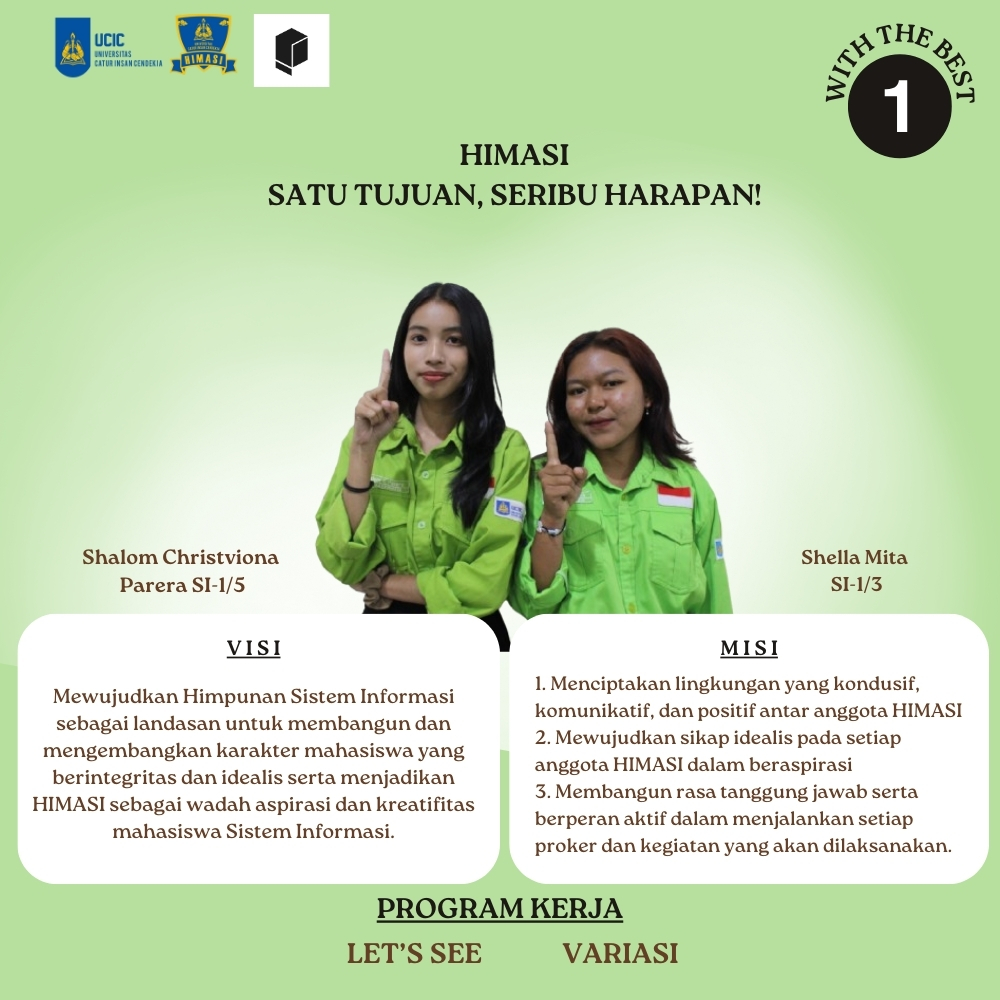 UCIC
UNIVERSITAS
CATUR INSAN CENDEKIA
HIMASI
WITH THE BEST
1
HIMASI
SATU TUJUAN, SERIBU HARAPAN!
Shalom Christviona
Parera SI-1/5
Shella Mita
SI-1/3
VISI
Mewujudkan Himpunan Sistem Informasi
sebagai landasan untuk membangun dan
mengembangkan karakter mahasiswa yang
berintegritas dan idealis serta menjadikan
HIMASI sebagai wadah aspirasi dan kreatifitas
mahasiswa Sistem Informasi.
MISI
1. Menciptakan lingkungan yang kondusif,
komunikatif, dan positif antar anggota HIMASI
2. Mewujudkan sikap idealis pada setiap
anggota HIMASI dalam beraspirasi
3. Membangun rasa tanggung jawab serta
berperan aktif dalam menjalankan setiap
proker dan kegiatan yang akan dilaksanakan.
PROGRAM KERJA
LET'S SEE VARIASI